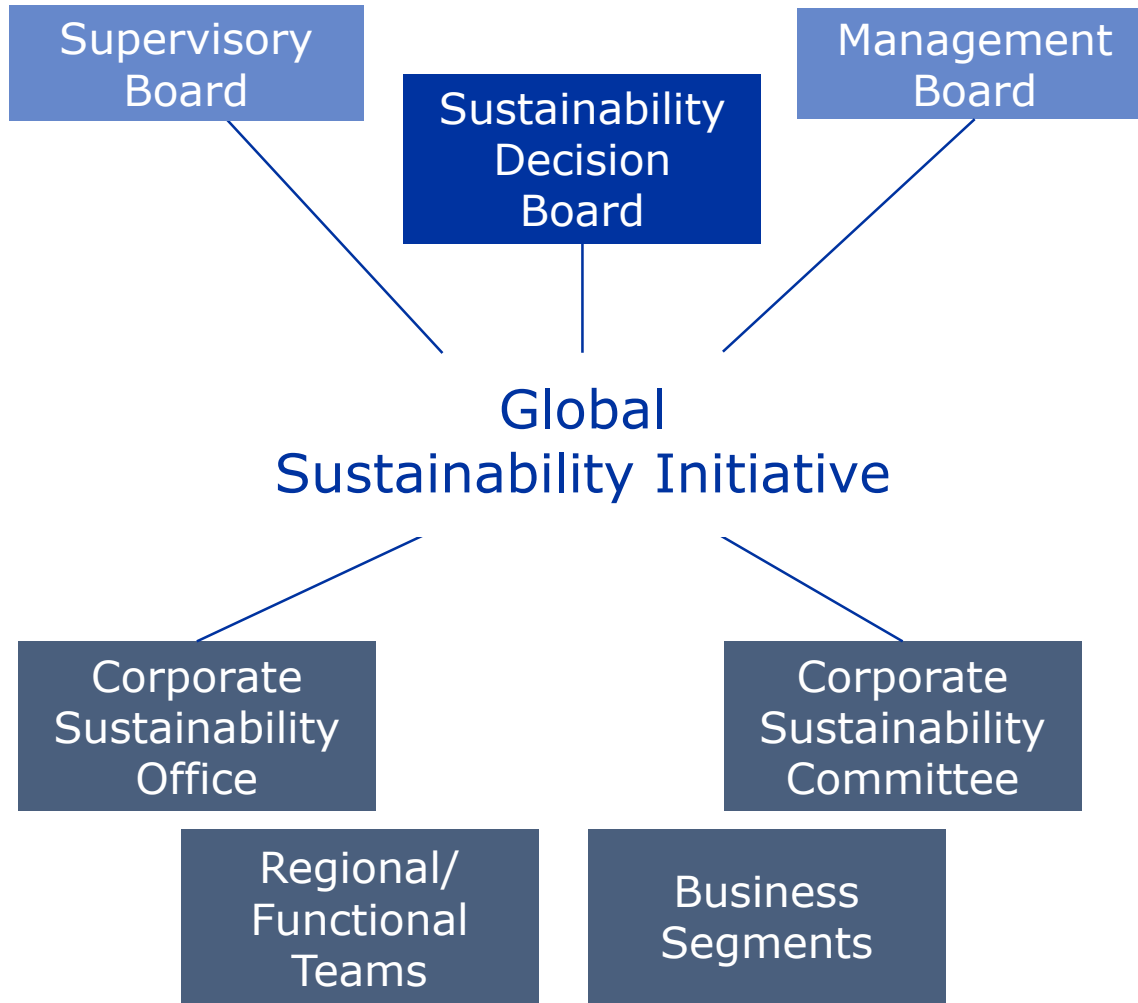 Supervisory
Board
Sustainability
Decision
Board
Management
Board
Global
Sustainability Initiative
Corporate
Sustainability
Office
Corporate
Sustainability
Committee
Regional/
Functional
Teams
Business
Segments